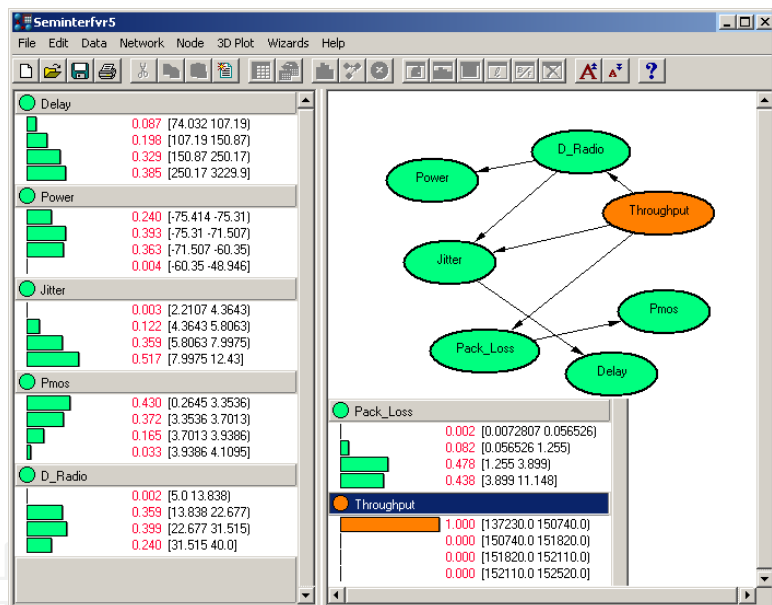 Seminterfvr5
File Edit Data Network Node 3D Plot Wizards Help
Delay
0.087 [74.032 107.19)
0.198 [107.19 150.87)
0.329 [150.87 250.17)
0.385 [250.17 3229.9]
Power
0.240 [-75.414 -75.31)
0.393 [-75.31 -71.507)
0.363 [-71.507 -60.35)
0.004 [-60.35 -48.946]
Jitter
0.003 [2.2107 4.3643)
0.122 [4.3643 5.8063)
0.359 [5.8063 7.9975)
0.517 [7.9975 12.43]
Pmos
0.430 [0.2645 3.3536)
0.372 [3.3536 3.7013)
0.165 [3.7013 3.9386)
0.033 [3.9386 4.1095]
D_Radio
0.002 [5.0 13.838)
0.359 [13.838 22.677)
0.399 [22.677 31.515)
0.240 [31.515 40.0]
D_Radio
Power
Throughput
Jitter
Pmos
Pack_Loss
Delay
Pack_Loss
0.002 [0.0072807 0.056526)
0.082 [0.056526 1.255)
0.478 [1.255 3.899)
0.438 [3.899 11.148]
Throughput
1.000 [137230.0 150740.0)
0.000 [150740.0 151820.0)
0.000 [151820.0 152110.0)
0.000 [152110.0 152520.0]